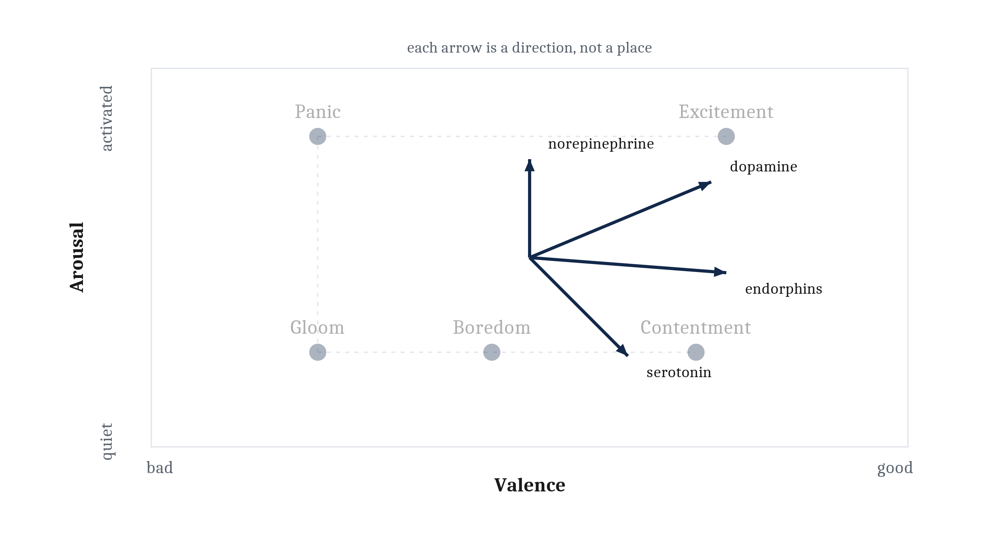 each arrow is a direction, not a place
activated
Panic
Excitement
norepinephrine
dopamine
Arousal
endorphins
Gloom
Boredom
Contentment
serotonin
quiet
bad
good
Valence